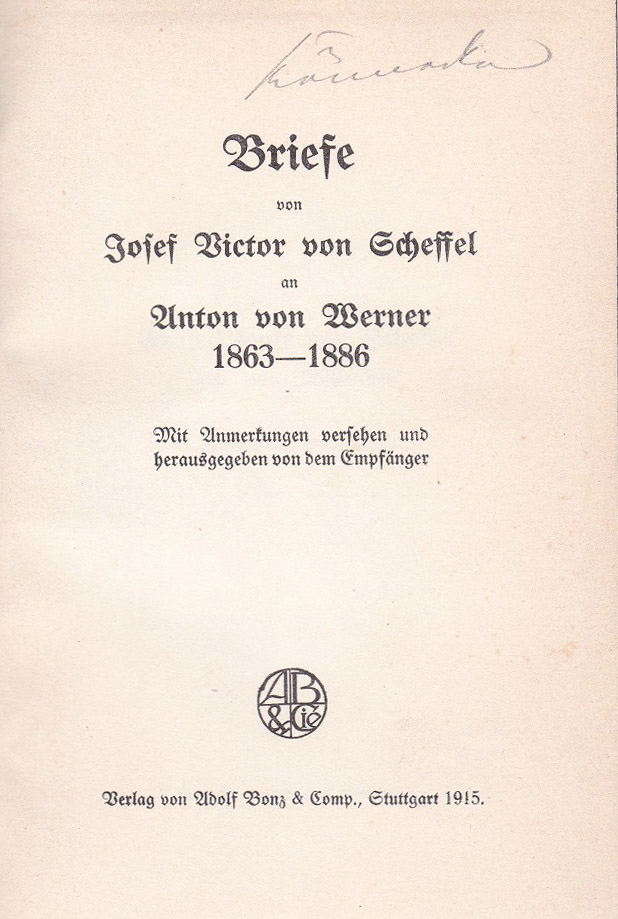 Briefe
von
Josef Victor von Scheffel
an
Anton von Werner
1863—1886
Mit Anmerkungen versehen und
herausgegeben von dem Empfänger
AB
& Cie
Verlag von Adolf Bonz & Comp., Stuttgart 1915.